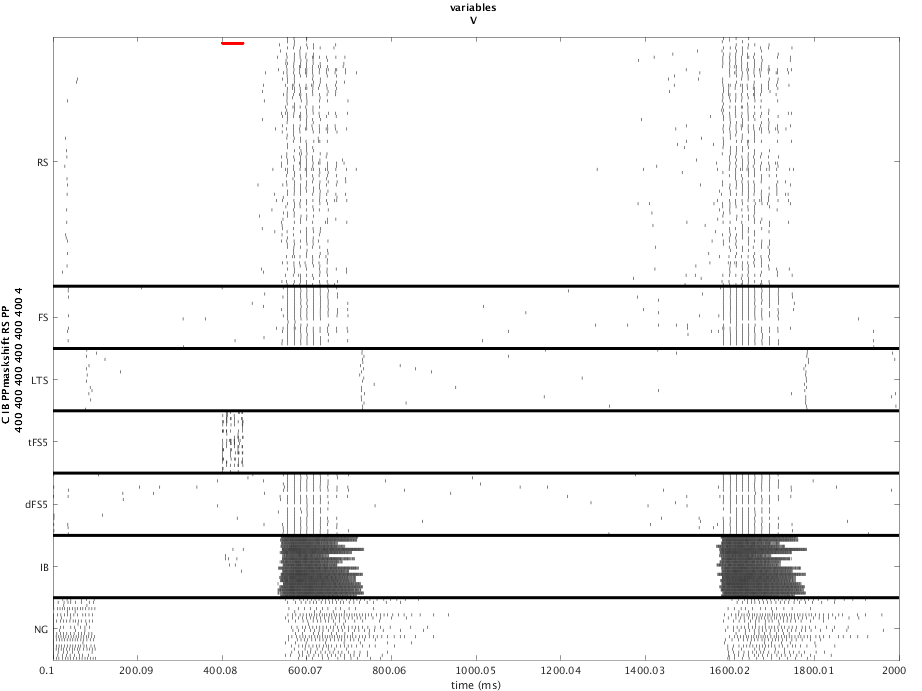 variables
V
RS
FS
LTS
tFS5
dFS5
IB
NG
C IB PPmaskshift RS PP
400 400 400 400 400 400 4
0.1 200.09 400.08 600.07 800.06 1000.05 1200.04 1400.03 1600.02 1800.01 2000
time (ms)